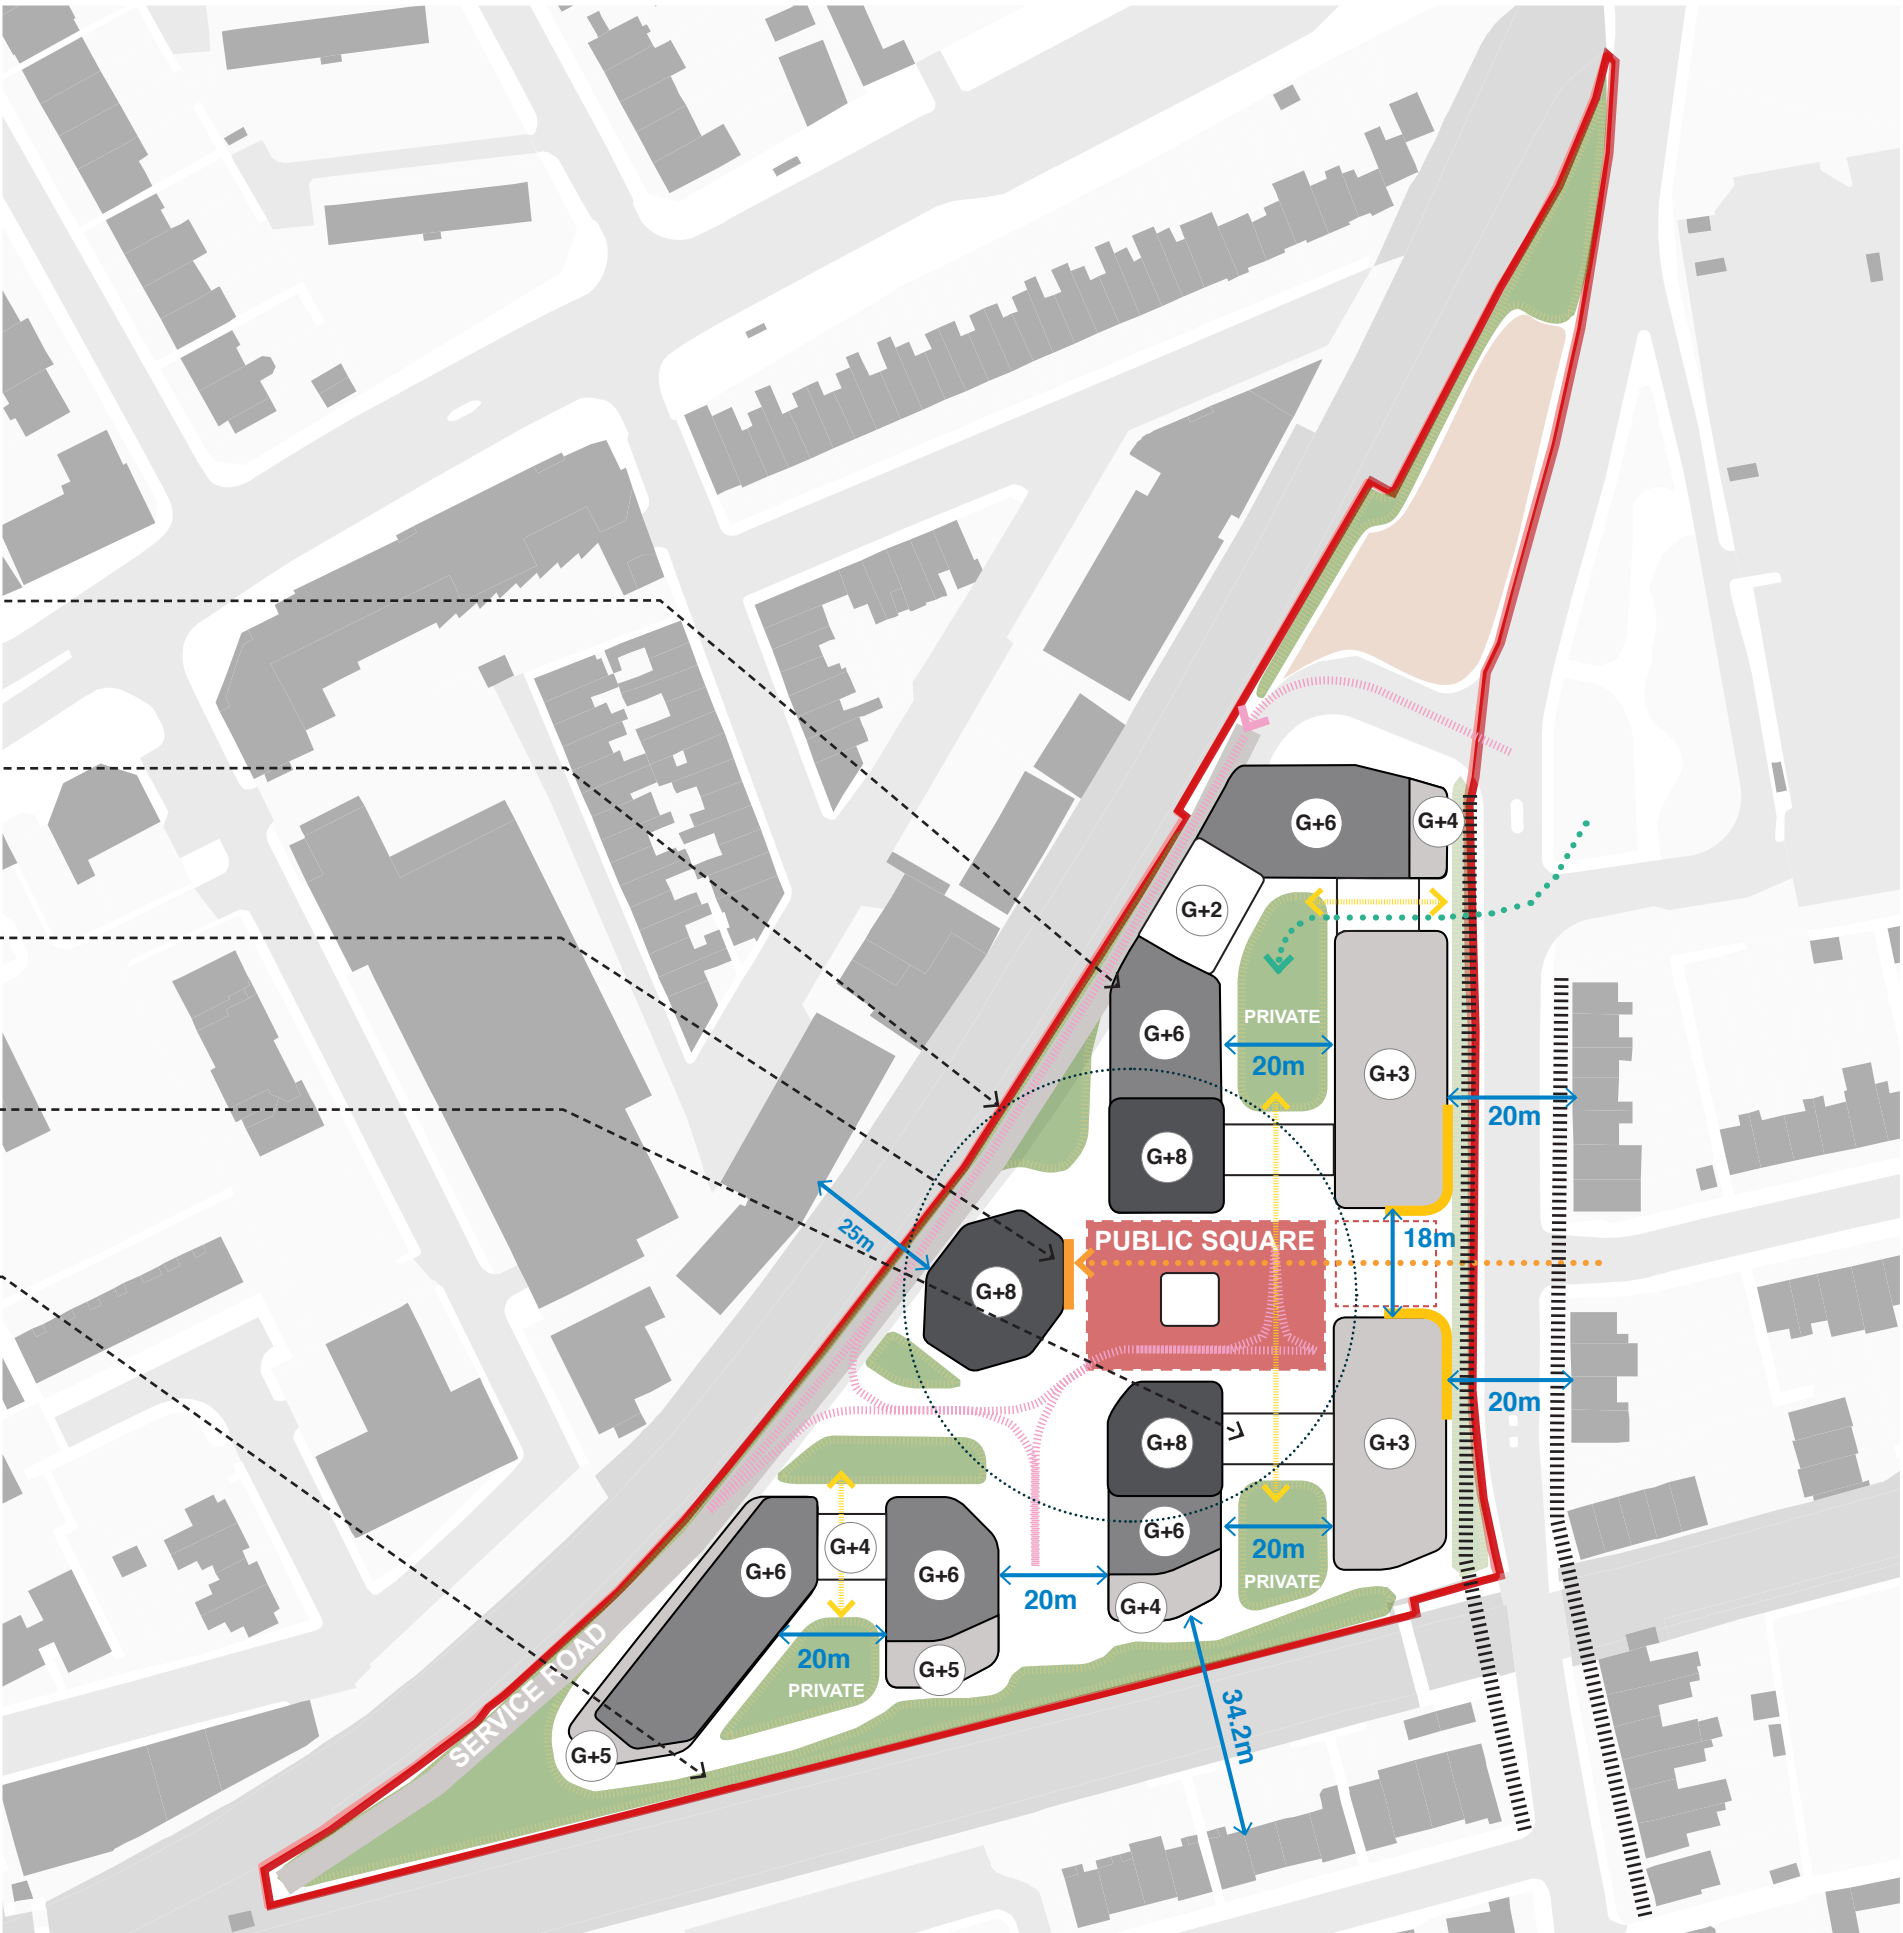 G+6
G+4
G+2
PRIVATE
G+6
20m
G+3
20m
G+8
25m
PUBLIC SQUARE
18m
G+8
20m
G+8
G+3
G+6
20m
PRIVATE
G+4
G+6
G+6
20m
G+4
20m
PRIVATE
G+5
SERVICE ROAD
G+5
34.2m